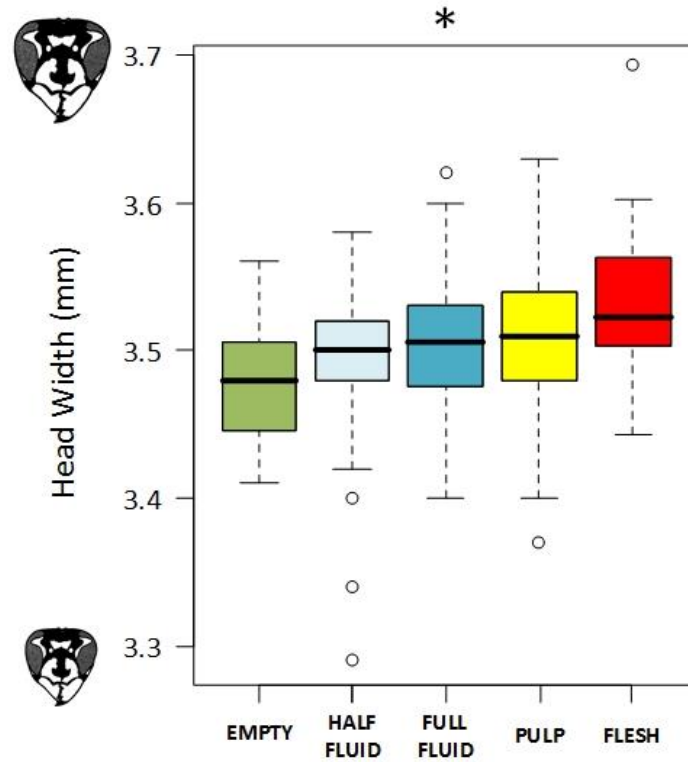 *
3.7
3.6
3.5
3.4
3.3
Head Width (mm)
EMPTY
HALF
FLUID
FULL
FLUID
PULP
FLESH